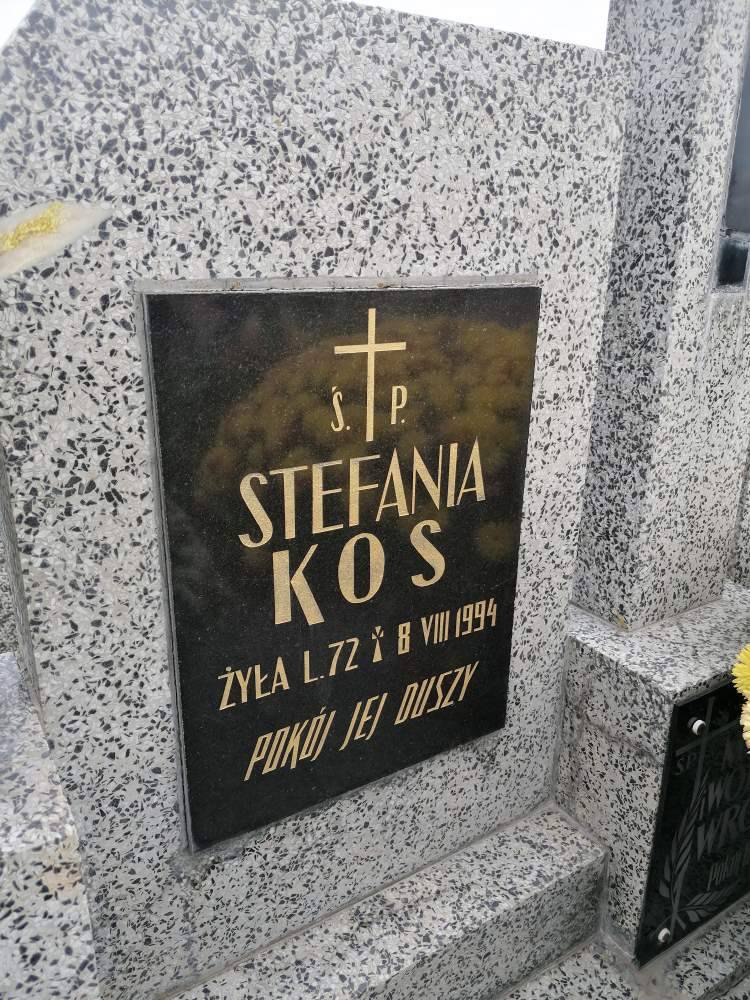 Ś. P.
STEFANIA
KOS
ŻYŁA L. 72 ✝ 8 VIII 1994
POKÓJ JEJ DUSZY
Ś.P.